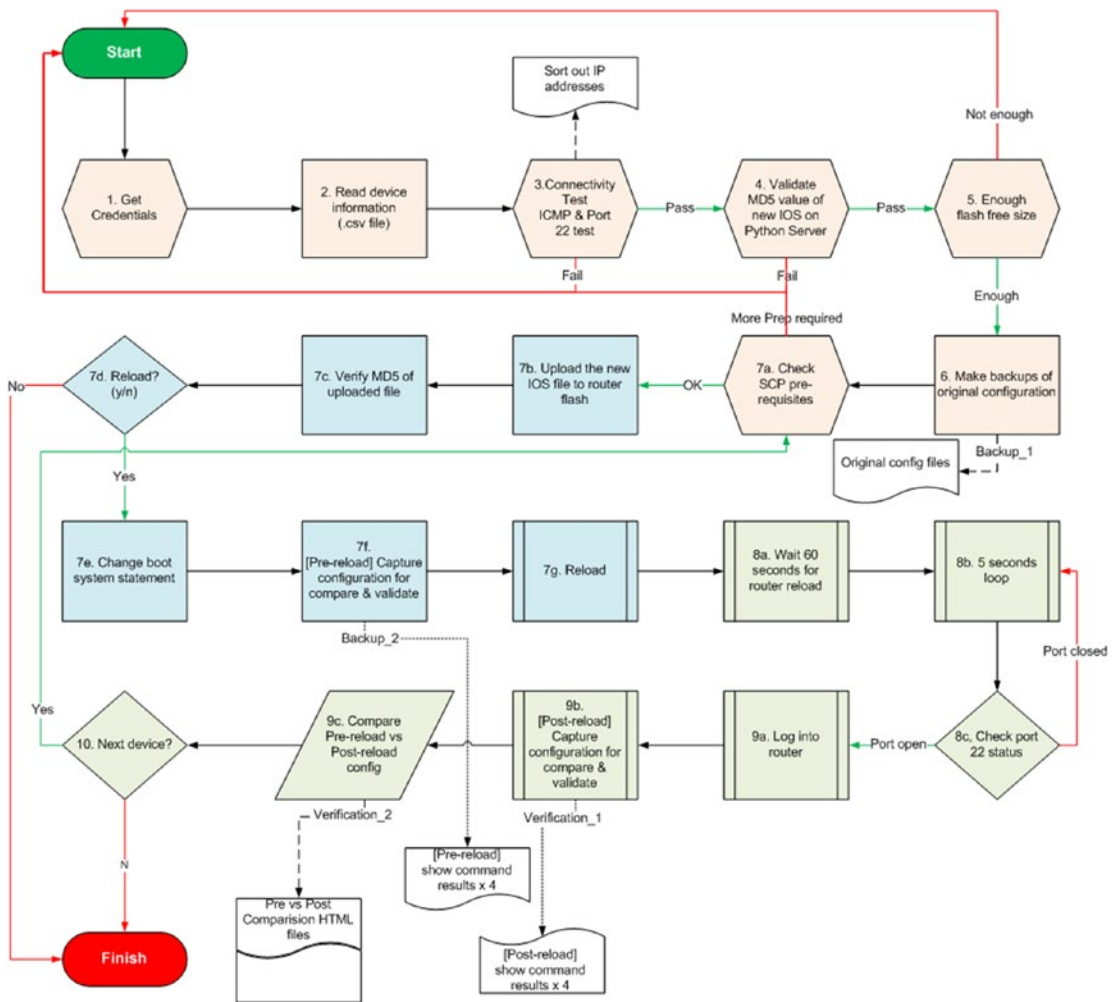 Start
Sort out IP
addresses
Not enough
1. Get
Credentials
2. Read device
information
(.csv file)
3.Connectivity
Test
ICMP & Port
22 test
Pass
4. Validate
MD5 value of
new IOS on
Python Server
Pass
5. Enough
flash free size
Fail
Fail
Enough
More Prep required
No
7d. Reload?
(y/n)
7c. Verify MD5 of
uploaded file
7b. Upload the new
IOS file to router
flash
OK
7a. Check
SCP pre-
requisites
6. Make backups of
original configuration
Backup_1
Original config files
Yes
7e. Change boot
system statement
7f.
[Pre-reload] Capture
configuration for
compare & validate
7g. Reload
8a. Wait 60
seconds for
router reload
8b. 5 seconds
loop
Backup_2
Port closed
Yes
10. Next device?
9c. Compare
Pre-reload vs
Post-reload
config
9b.
[Post-reload]
Capture
configuration for
compare &
validate
9a. Log into
router
Port open
8c, Check port
22 status
Verification_2
Verification_1
N
[Pre-reload]
show command
results x 4
Pre vs Post
Comparision HTML
files
Finish
[Post-reload]
show command
results x 4